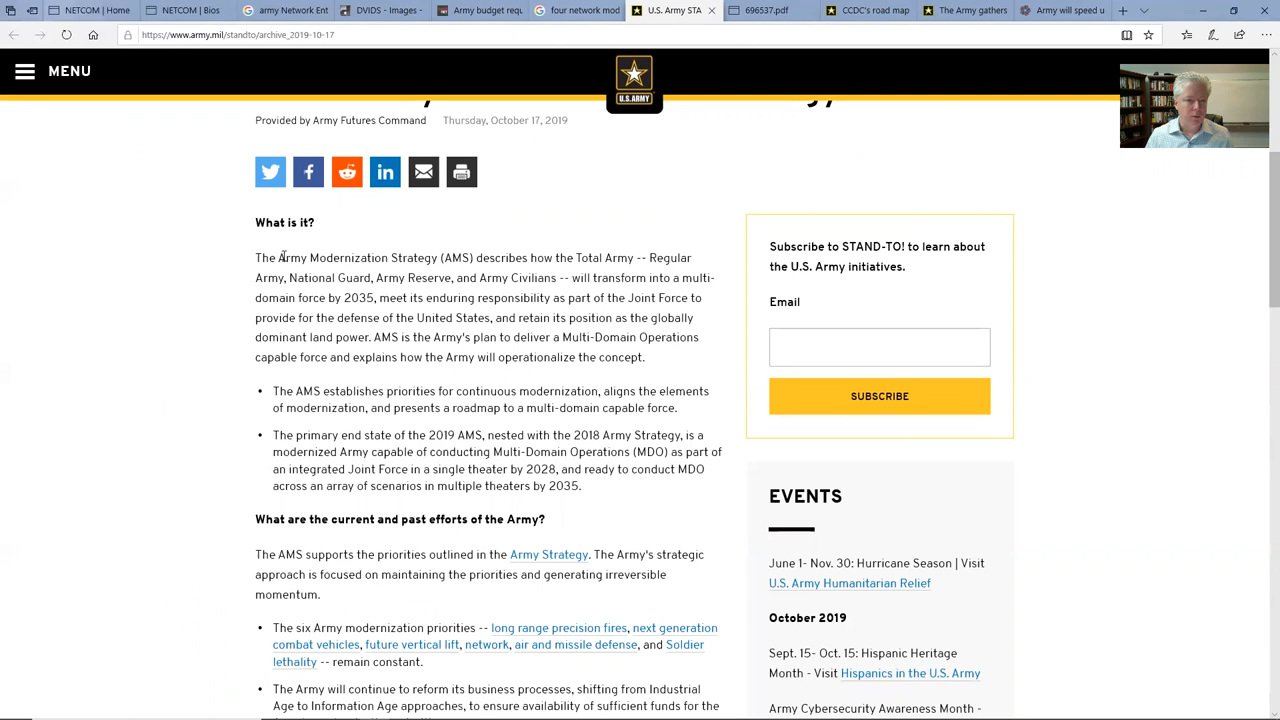 NETCOM | Home
NETCOM | Bios
army Network Ent
DVIDS - Images -
Army budget requ
four network mod
U.S. Army STA
696537.pdf
CCDC's road map
The Army gathers
Army will speed u
https://www.army.mil/standto/archive_2019-10-17
MENU
U.S.ARMY
Provided by Army Futures Command Thursday, October 17, 2019
What is it?
The Army Modernization Strategy (AMS) describes how the Total Army -- Regular
Army, National Guard, Army Reserve, and Army Civilians -- will transform into a multi-
domain force by 2035, meet its enduring responsibility as part of the Joint Force to
provide for the defense of the United States, and retain its position as the globally
dominant land power. AMS is the Army's plan to deliver a Multi-Domain Operations
capable force and explains how the Army will operationalize the concept.
• The AMS establishes priorities for continuous modernization, aligns the elements
of modernization, and presents a roadmap to a multi-domain capable force.
• The primary end state of the 2019 AMS, nested with the 2018 Army Strategy, is a
modernized Army capable of conducting Multi-Domain Operations (MDO) as part of
an integrated Joint Force in a single theater by 2028, and ready to conduct MDO
across an array of scenarios in multiple theaters by 2035.
What are the current and past efforts of the Army?
The AMS supports the priorities outlined in the Army Strategy. The Army's strategic
approach is focused on maintaining the priorities and generating irreversible
momentum.
• The six Army modernization priorities -- long range precision fires, next generation
combat vehicles, future vertical lift, network, air and missile defense, and Soldier
lethality -- remain constant.
• The Army will continue to reform its business processes, shifting from Industrial
Age to Information Age approaches, to ensure availability of sufficient funds for the
Subscribe to STAND-TO! to learn about
the U.S. Army initiatives.
Email
SUBSCRIBE
EVENTS
June 1- Nov. 30: Hurricane Season | Visit
U.S. Army Humanitarian Relief
October 2019
Sept. 15- Oct. 15: Hispanic Heritage
Month - Visit Hispanics in the U.S. Army
Army Cybersecurity Awareness Month -